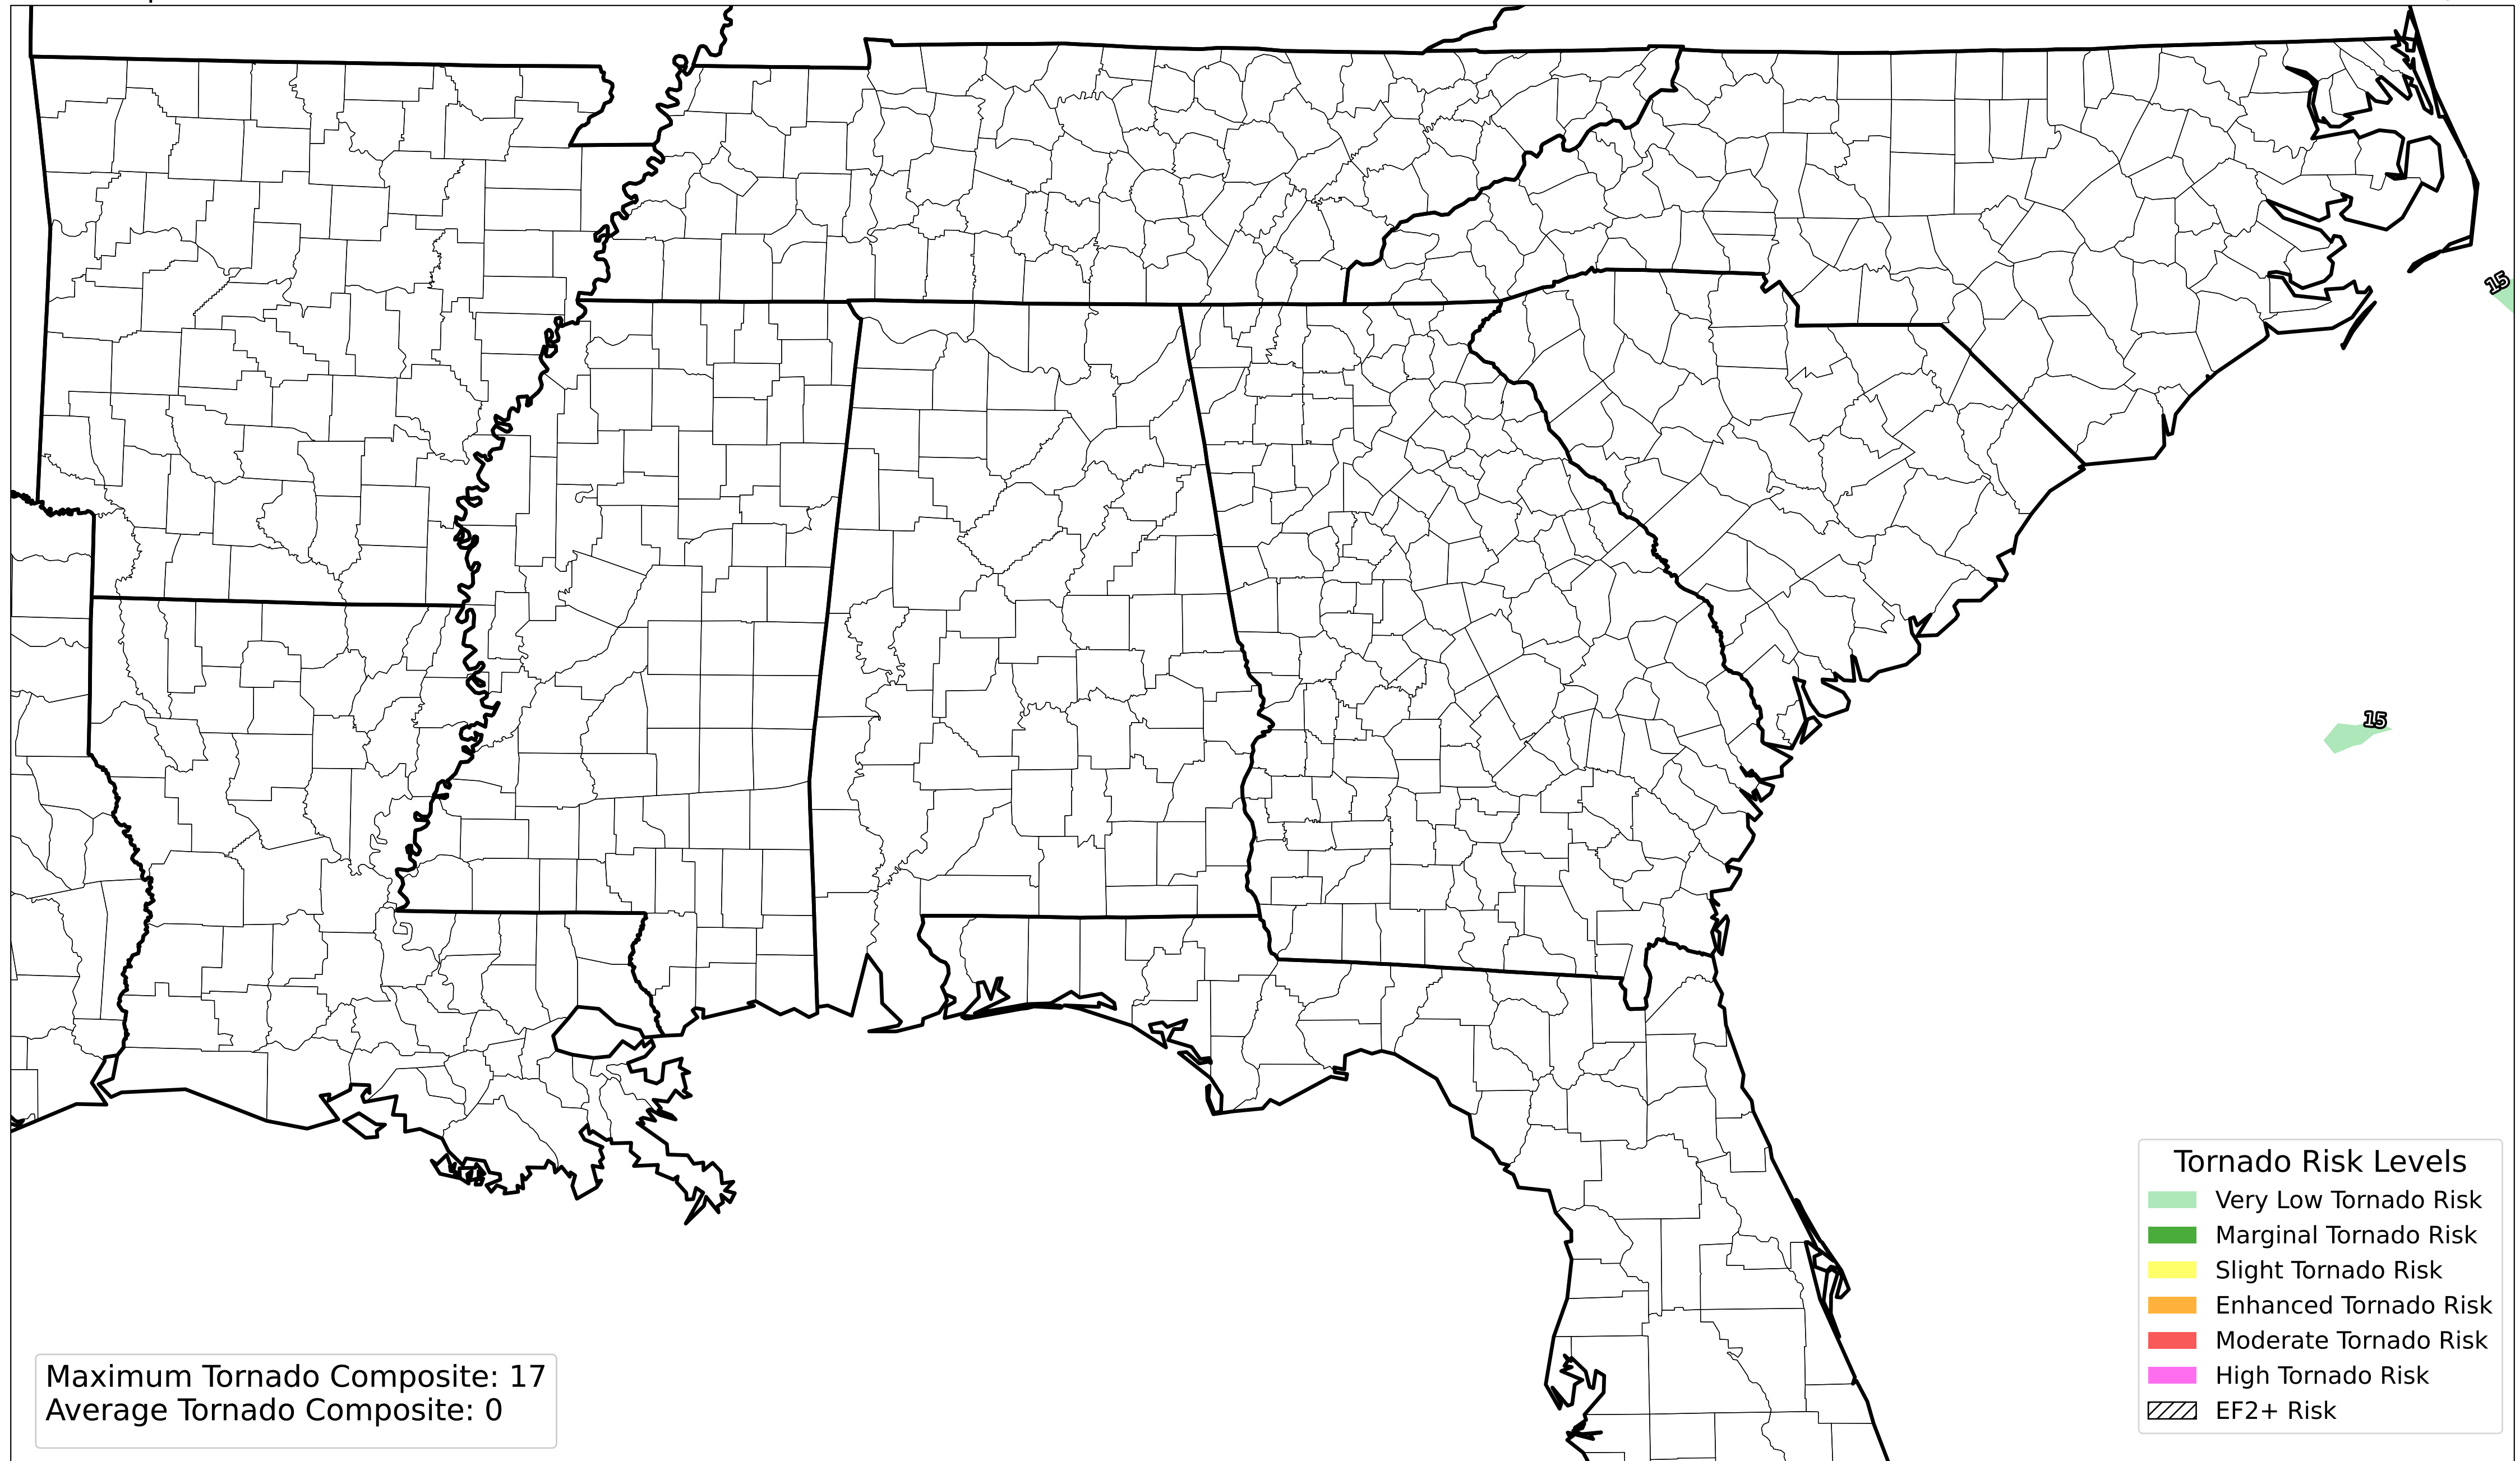 15
15
Tornado Risk Levels
Very Low Tornado Risk
Marginal Tornado Risk
Slight Tornado Risk
Enhanced Tornado Risk
Moderate Tornado Risk
High Tornado Risk
EF2+ Risk
Maximum Tornado Composite: 17
Average Tornado Composite: 0